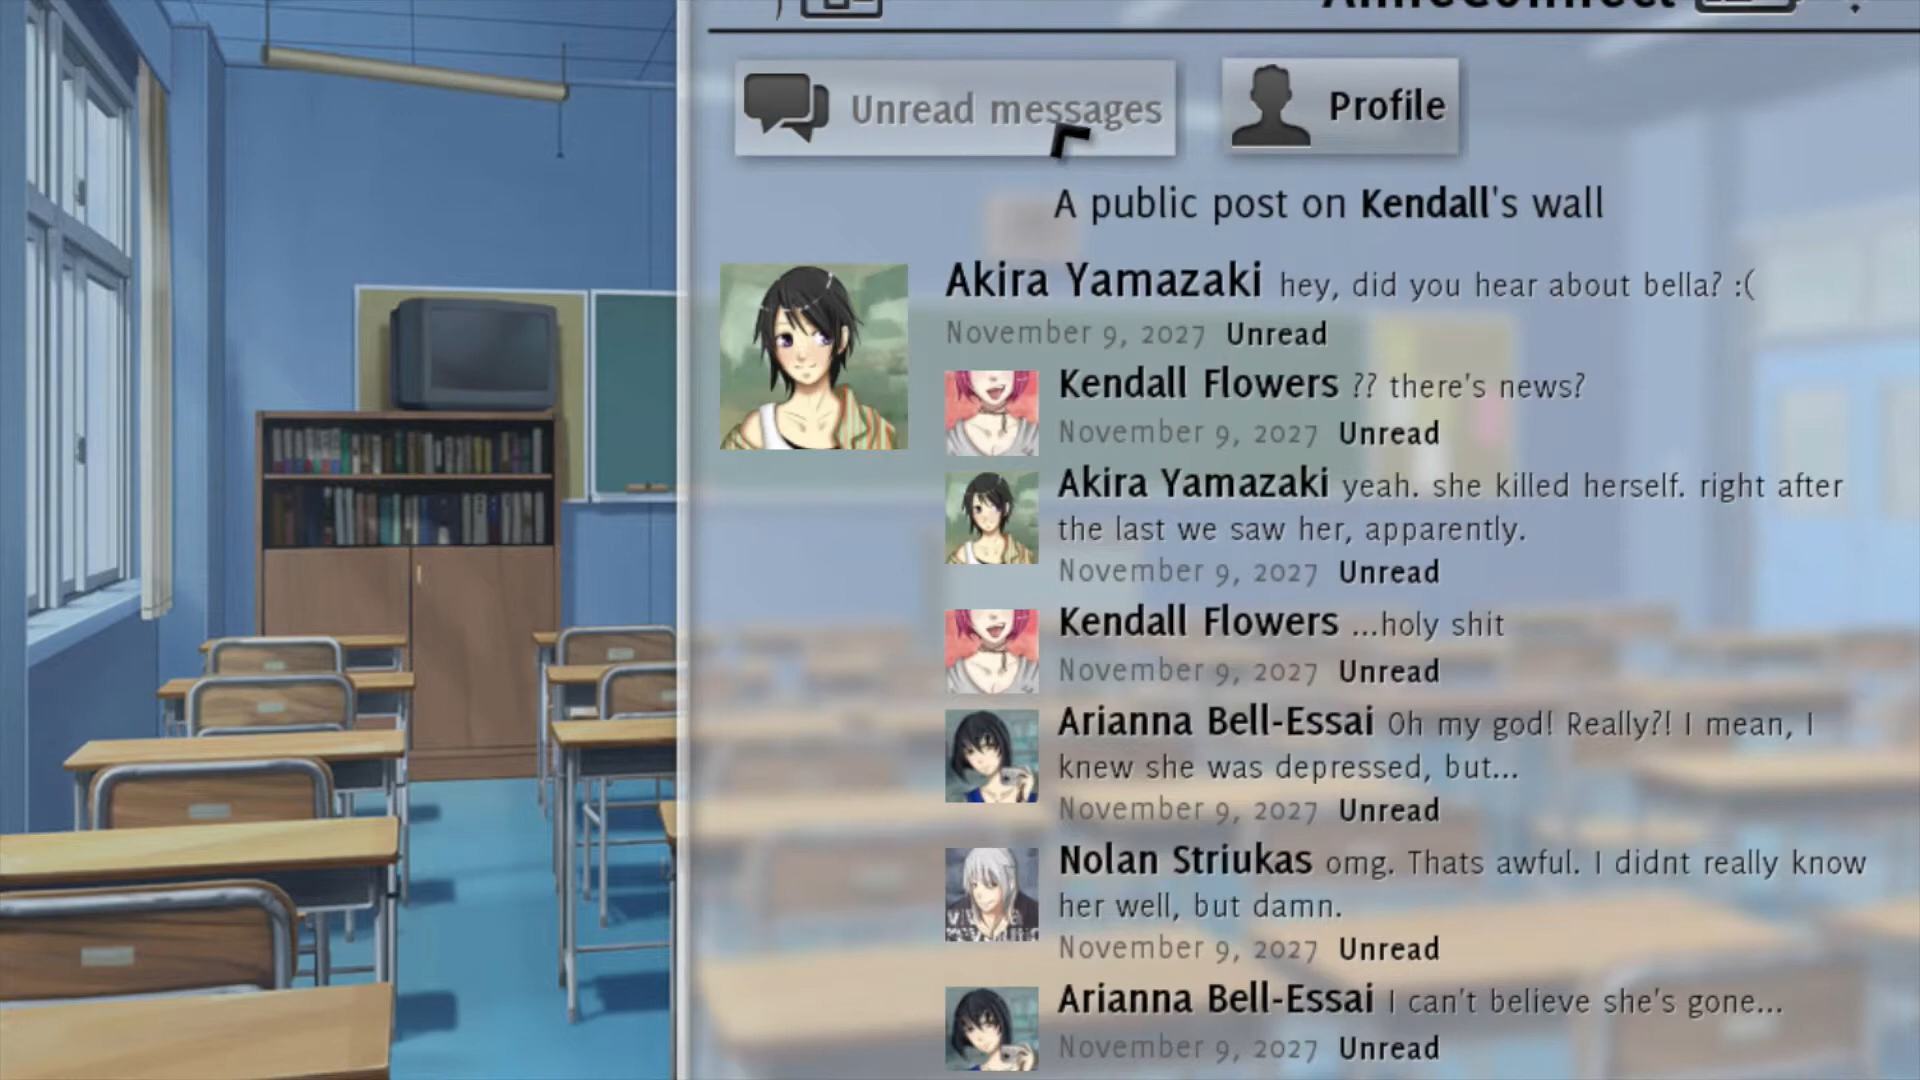 Unread messages
Profile
A public post on Kendall's wall
Akira Yamazaki hey, did you hear about bella? :(
November 9, 2027 Unread
Kendall Flowers ?? there's news?
November 9, 2027 Unread
Akira Yamazaki yeah. she killed herself. right after
the last we saw her, apparently.
November 9, 2027 Unread
Kendall Flowers ...holy shit
November 9, 2027 Unread
Arianna Bell-Essai Oh my god! Really?! I mean, I
knew she was depressed, but...
November 9, 2027 Unread
Nolan Striukas omg. Thats awful. I didnt really know
her well, but damn.
November 9, 2027 Unread
Arianna Bell-Essai I can't believe she's gone...
November 9, 2027 Unread